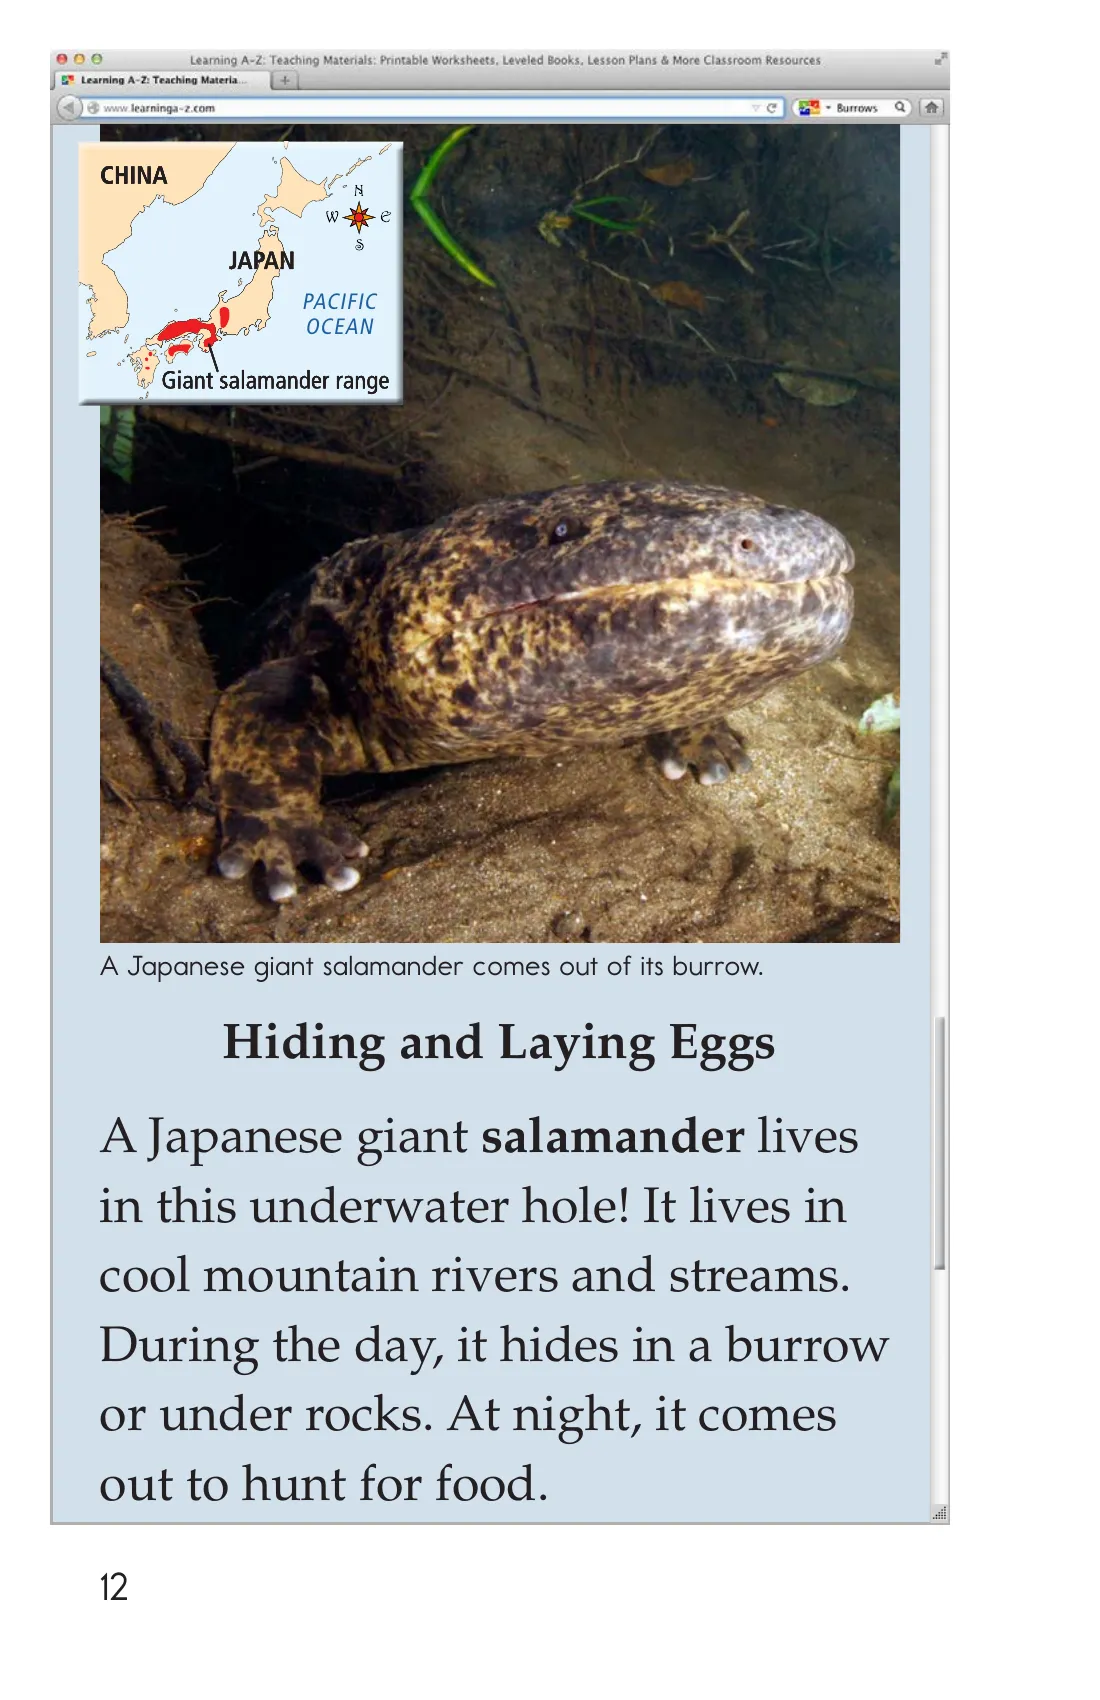 Learning A-Z: Teaching Materials: Printable Worksheets, Leveled Books, Lesson Plans & More Classroom Resources
Learning A-Z: Teaching Materia...
www.learninga-z.com
Burrows
CHINA
N
W
e
S
JAPAN
PACIFIC
OCEAN
Giant salamander range
A Japanese giant salamander comes out of its burrow.
Hiding and Laying Eggs
A Japanese giant salamander lives
in this underwater hole! It lives in
cool mountain rivers and streams.
During the day, it hides in a burrow
or under rocks. At night, it comes
out to hunt for food.
12